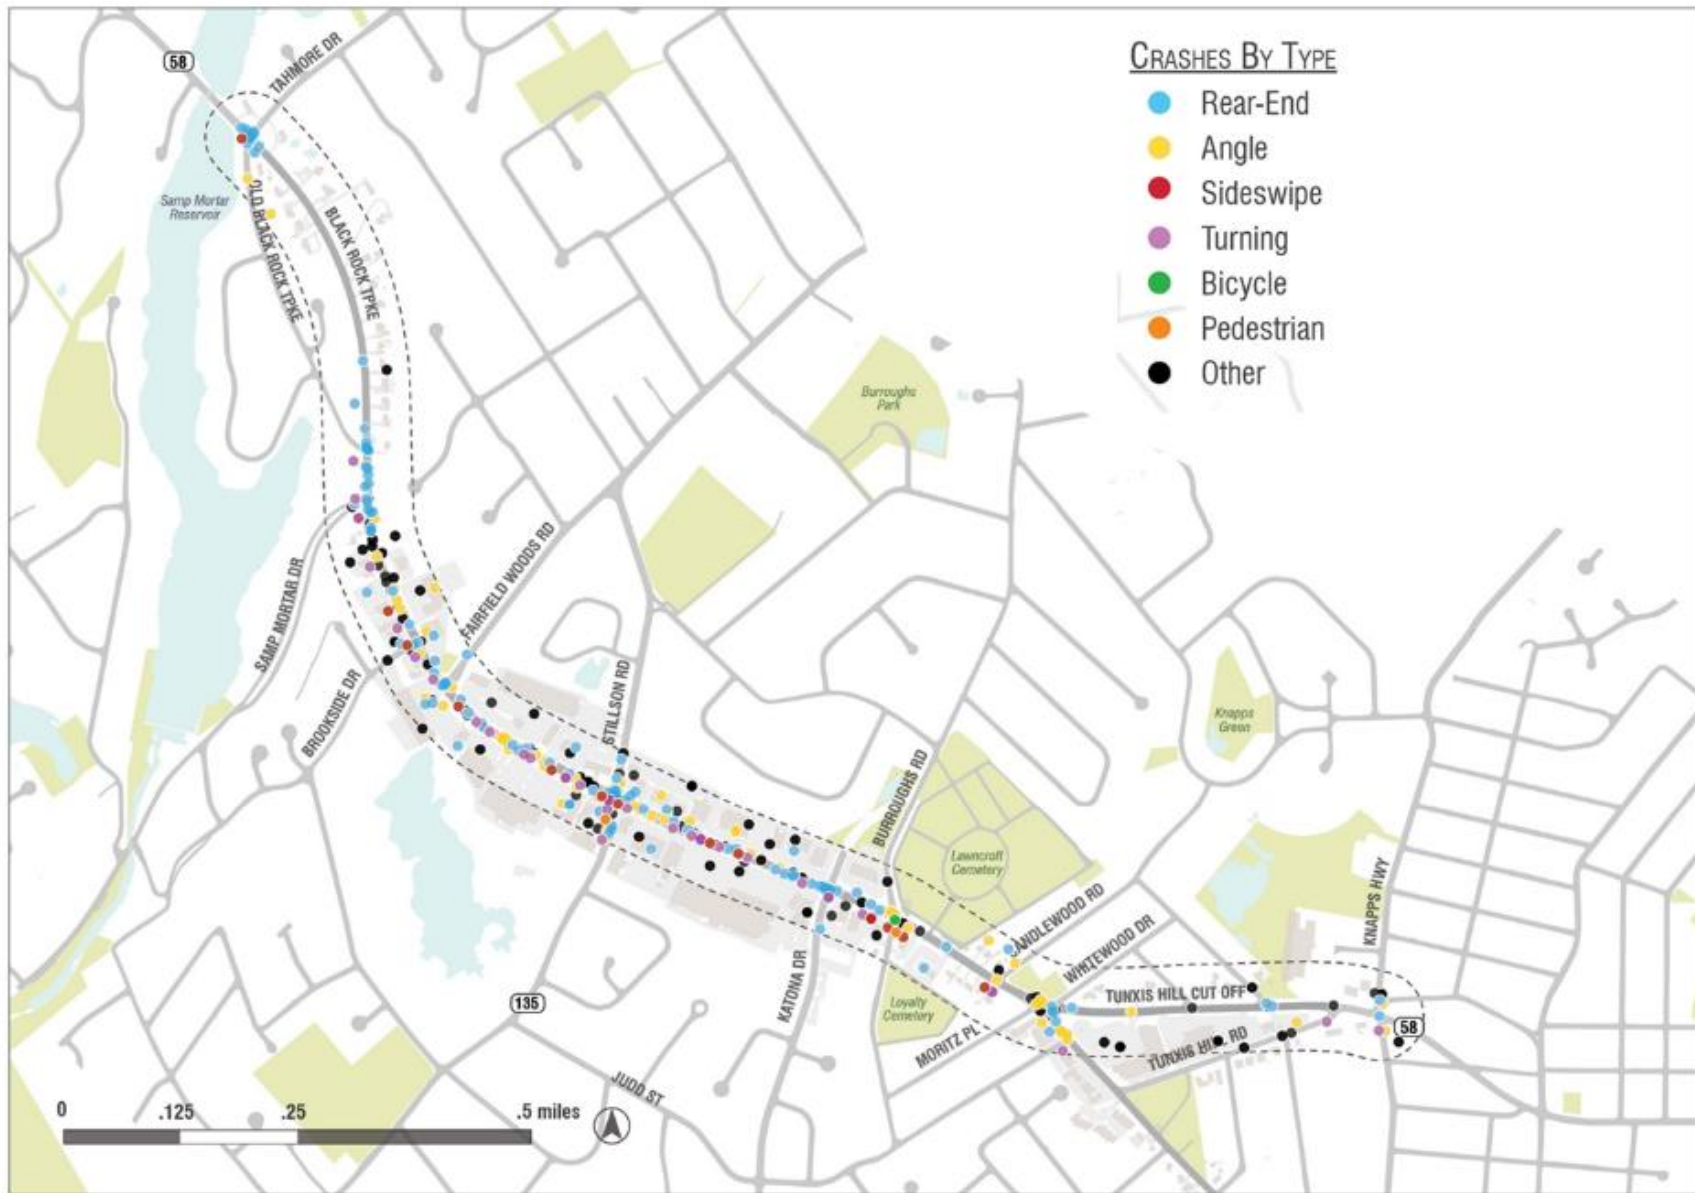 CRASHES BY TYPE
Rear-End
Angle
Sideswipe
Turning
Bicycle
Pedestrian
Other
58
TAHMORE DR
Samp Mortar
Reservoir
OLD BLACK ROCK TPKE
BLACK ROCK TPKE
Burroughs
Park
FAIRFIELD WOODS RD
SAMP MORTAR DR
BROOKSIDE DR
STILLSON RD
Knapps
Green
BURROUGHS RD
Lawncroft
Cemetery
CANDLEWOOD RD
WHITEWOOD DR
KNAPPS HWY
TUNXIS HILL CUT OFF
KATONA DR
135
Loyalty
Cemetery
MORITZ PL
TUNXIS HILL RD
58
JUDD ST
0 .125 .25 .5 miles